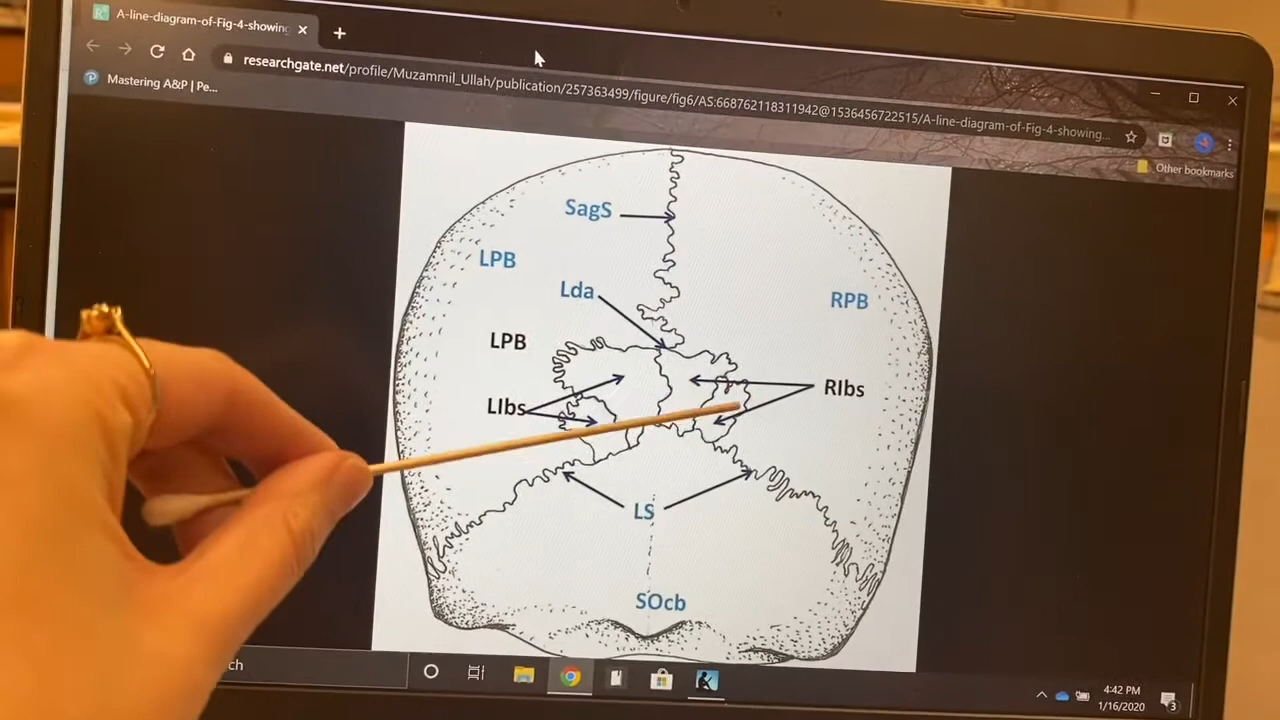 A-line-diagram-of-Fig-4-showing
researchgate.net/profile/Muzammil_Ullah/publication/257363499/figure/fig6/AS:668762118311942@1536456722515/A-line-diagram-of-Fig-4-showing...
Mastering A&P | Pe...
Other bookmarks
SagS
LPB
Lda
RPB
LPB
RIbs
LIbs
LS
SOcb
ch
4:42 PM
1/16/2020
3